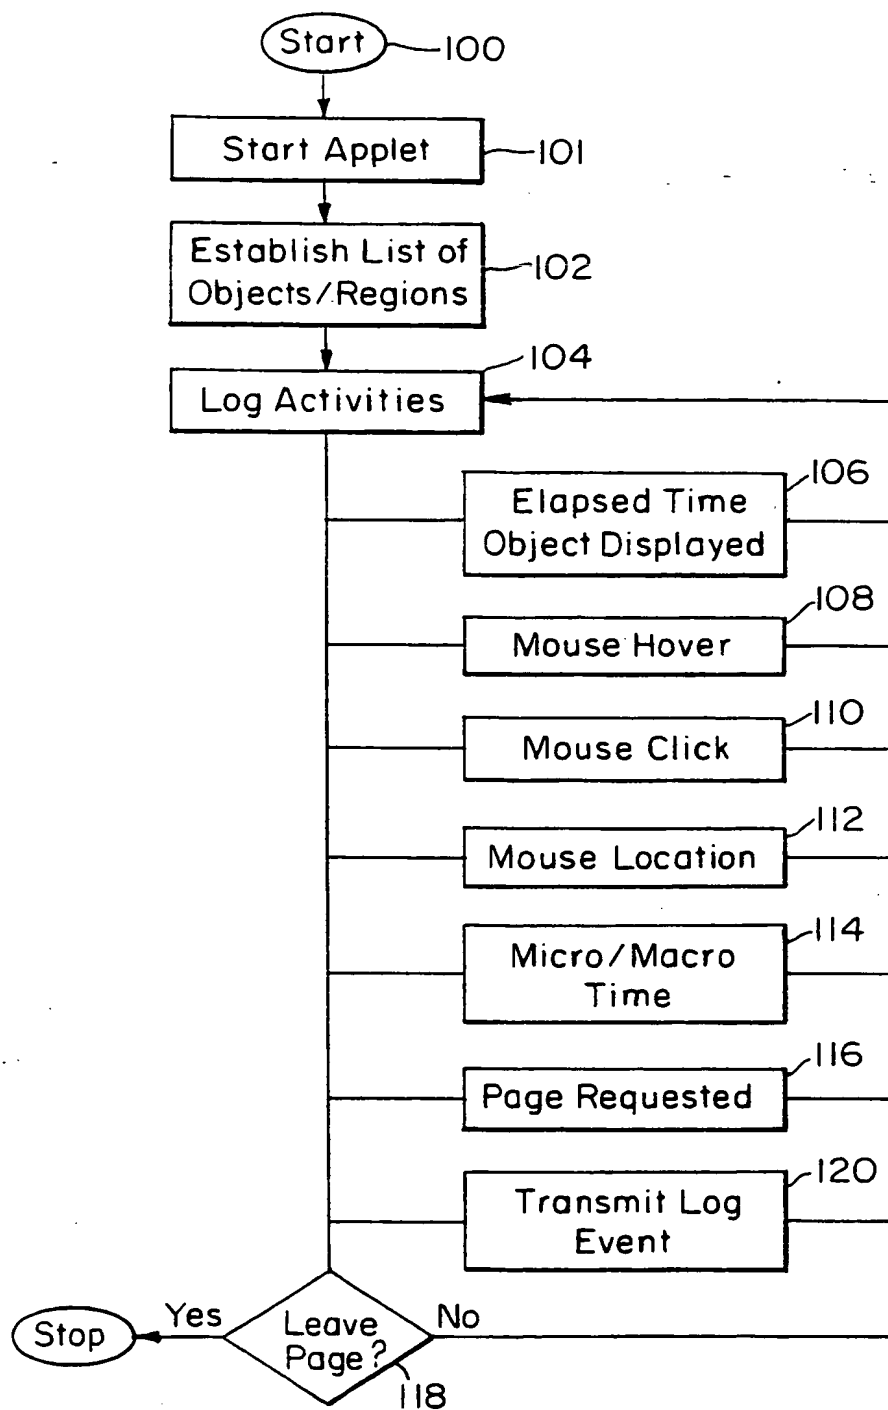 Start
100
Start Applet
101
Establish List of
Objects/Regions
102
Log Activities
104
Elapsed Time
Object Displayed
106
Mouse Hover
108
Mouse Click
110
Mouse Location
112
Micro/Macro
Time
114
Page Requested
116
Transmit Log
Event
120
Leave
Page?
118
Yes
No
Stop